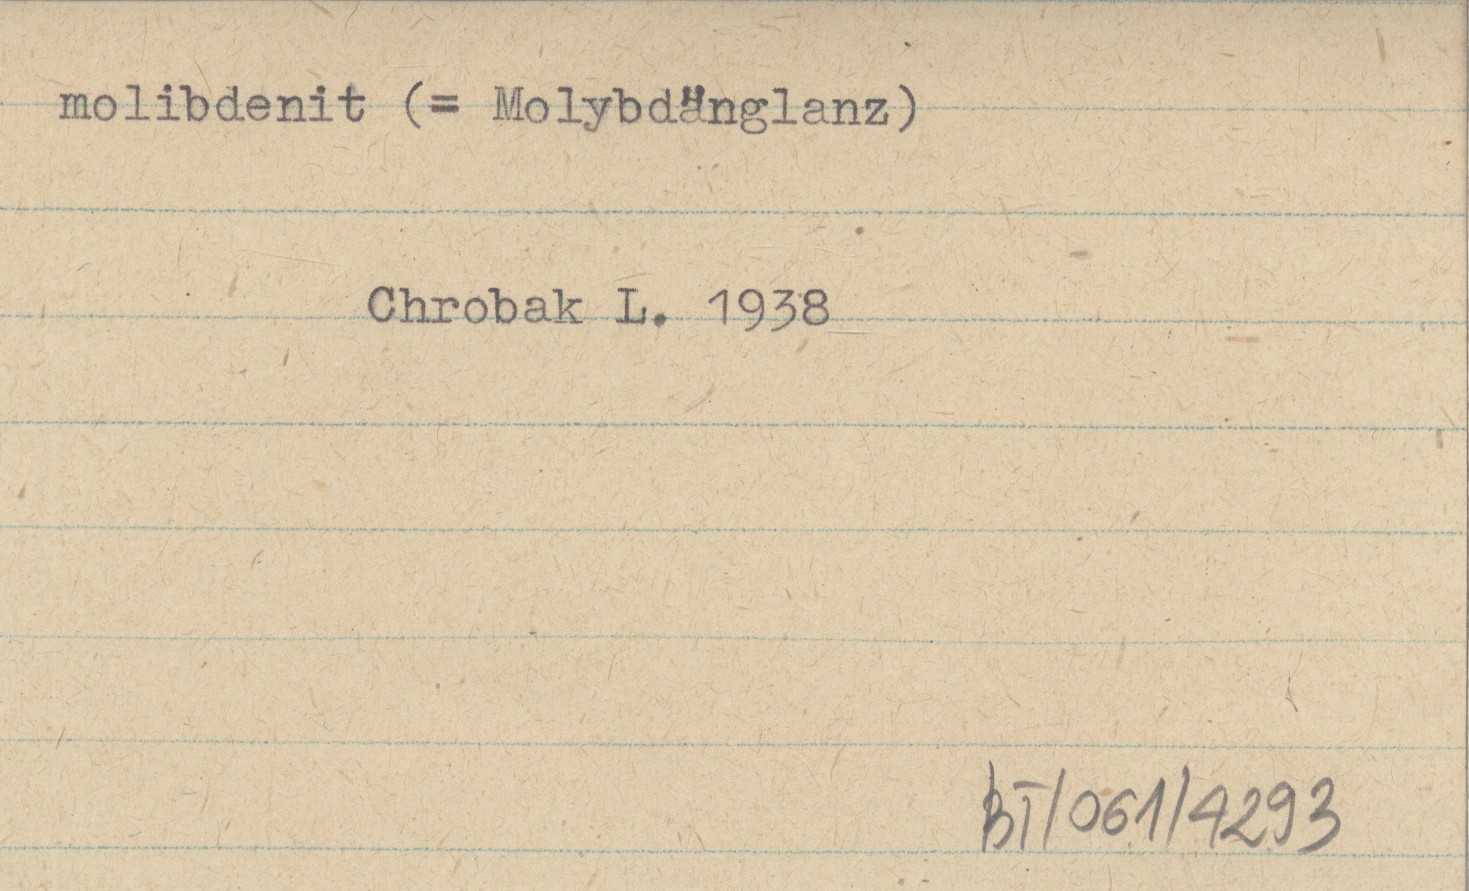 molibdenit (= Molybdänglanz)
Chrobak L. 1938
BT/061/4293